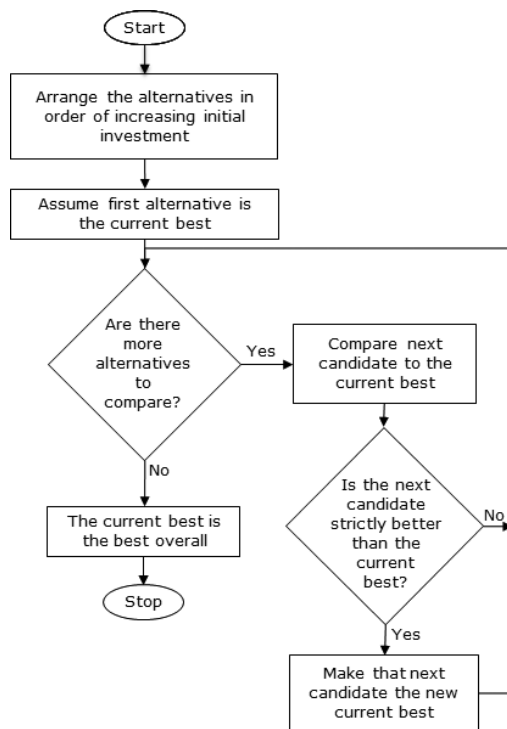 Start
Arrange the alternatives in
order of increasing initial
investment
Assume first alternative is
the current best
Are there
more
alternatives
to
compare?
Yes
Compare next
candidate to the
current best
No
Is the next
candidate
strictly better
than the
current
best?
No
The current best is
the best overall
Stop
Yes
Make that next
candidate the new
current best